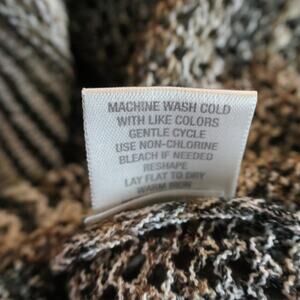 MACHINE WASH COLD
WITH LIKE COLORS
GENTLE CYCLE
USE NON-CHLORINE
BLEACH IF NEEDED
RESHAPE
LAY FLAT TO DRY
WARM IRON